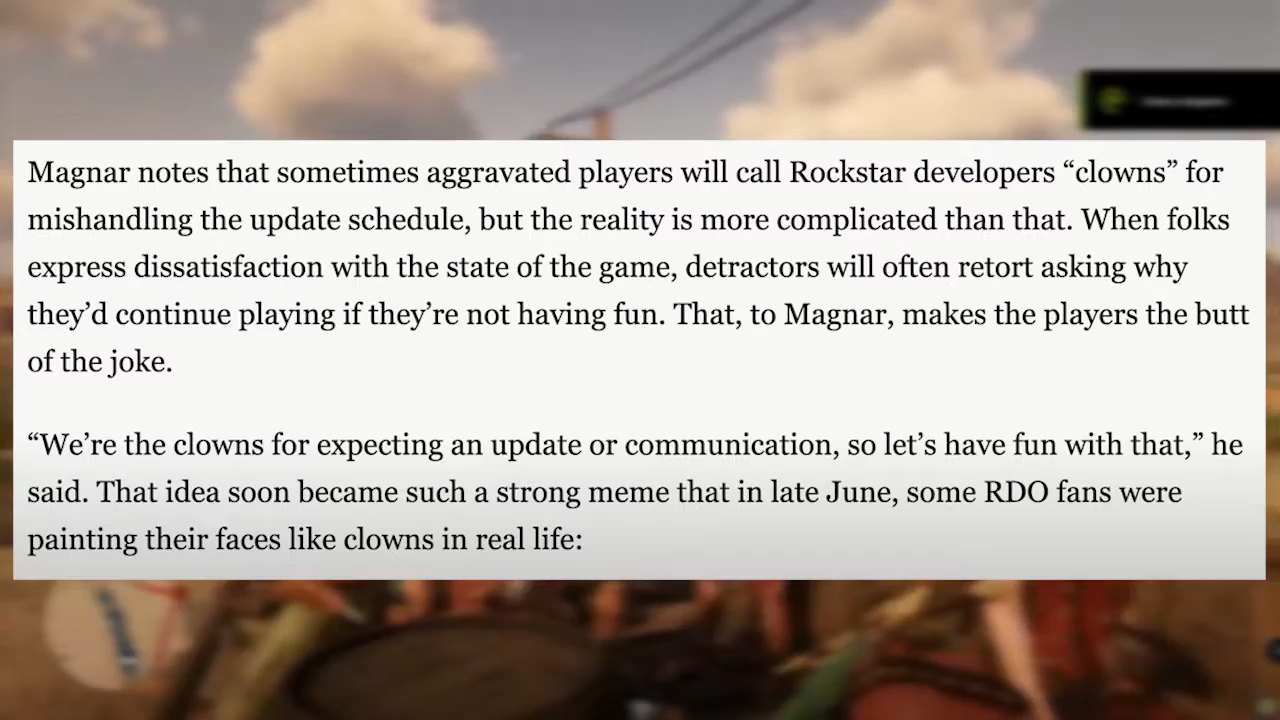 Magnar notes that sometimes aggravated players will call Rockstar developers “clowns” for
mishandling the update schedule, but the reality is more complicated than that. When folks
express dissatisfaction with the state of the game, detractors will often retort asking why
they’d continue playing if they’re not having fun. That, to Magnar, makes the players the butt
of the joke.
“We’re the clowns for expecting an update or communication, so let’s have fun with that,” he
said. That idea soon became such a strong meme that in late June, some RDO fans were
painting their faces like clowns in real life: